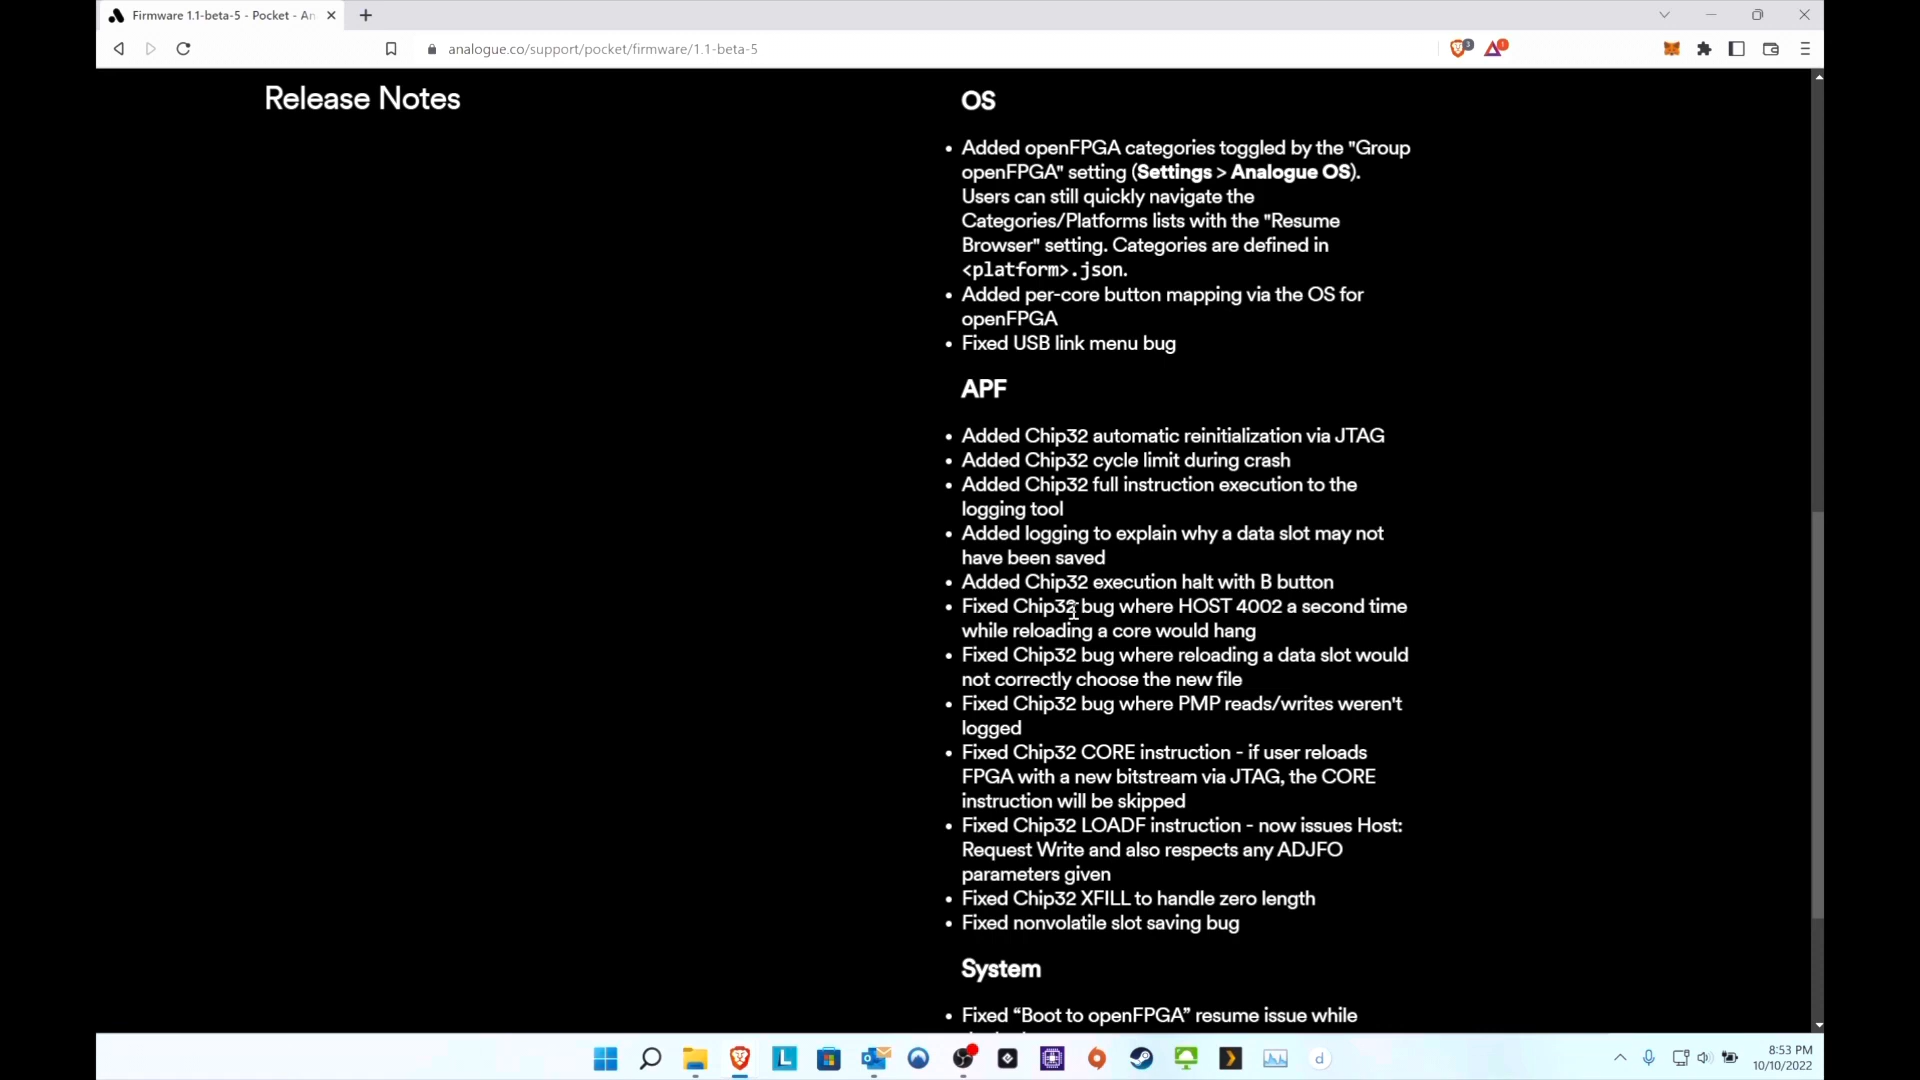 Firmware 1.1-beta-5 - Pocket - An
analogue.co/support/pocket/firmware/1.1-beta-5
3
1
Release Notes
OS
• Added openFPGA categories toggled by the "Group
openFPGA" setting (Settings > Analogue OS).
Users can still quickly navigate the
Categories/Platforms lists with the "Resume
Browser" setting. Categories are defined in
<platform>.json.
• Added per-core button mapping via the OS for
openFPGA
• Fixed USB link menu bug
APF
• Added Chip32 automatic reinitialization via JTAG
• Added Chip32 cycle limit during crash
• Added Chip32 full instruction execution to the
logging tool
• Added logging to explain why a data slot may not
have been saved
• Added Chip32 execution halt with B button
• Fixed Chip32 bug where HOST 4002 a second time
while reloading a core would hang
• Fixed Chip32 bug where reloading a data slot would
not correctly choose the new file
• Fixed Chip32 bug where PMP reads/writes weren't
logged
• Fixed Chip32 CORE instruction - if user reloads
FPGA with a new bitstream via JTAG, the CORE
instruction will be skipped
• Fixed Chip32 LOADF instruction - now issues Host:
Request Write and also respects any ADJFO
parameters given
• Fixed Chip32 XFILL to handle zero length
• Fixed nonvolatile slot saving bug
System
• Fixed “Boot to openFPGA” resume issue while
L
d
8:53 PM
10/10/2022